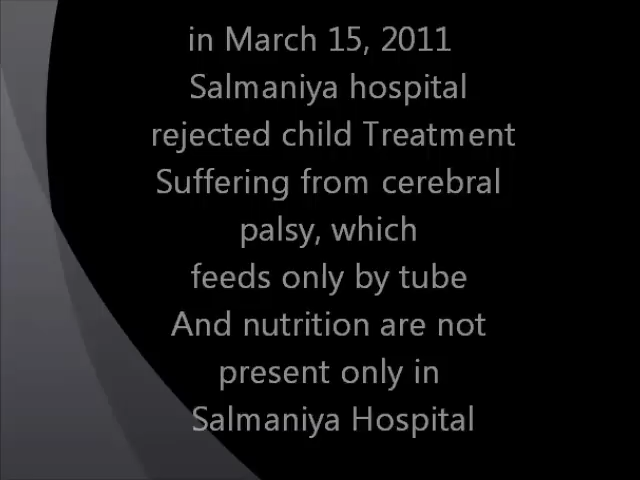 in March 15, 2011
Salmaniya hospital
rejected child Treatment
Suffering from cerebral
palsy, which
feeds only by tube
And nutrition are not
present only in
Salmaniya Hospital